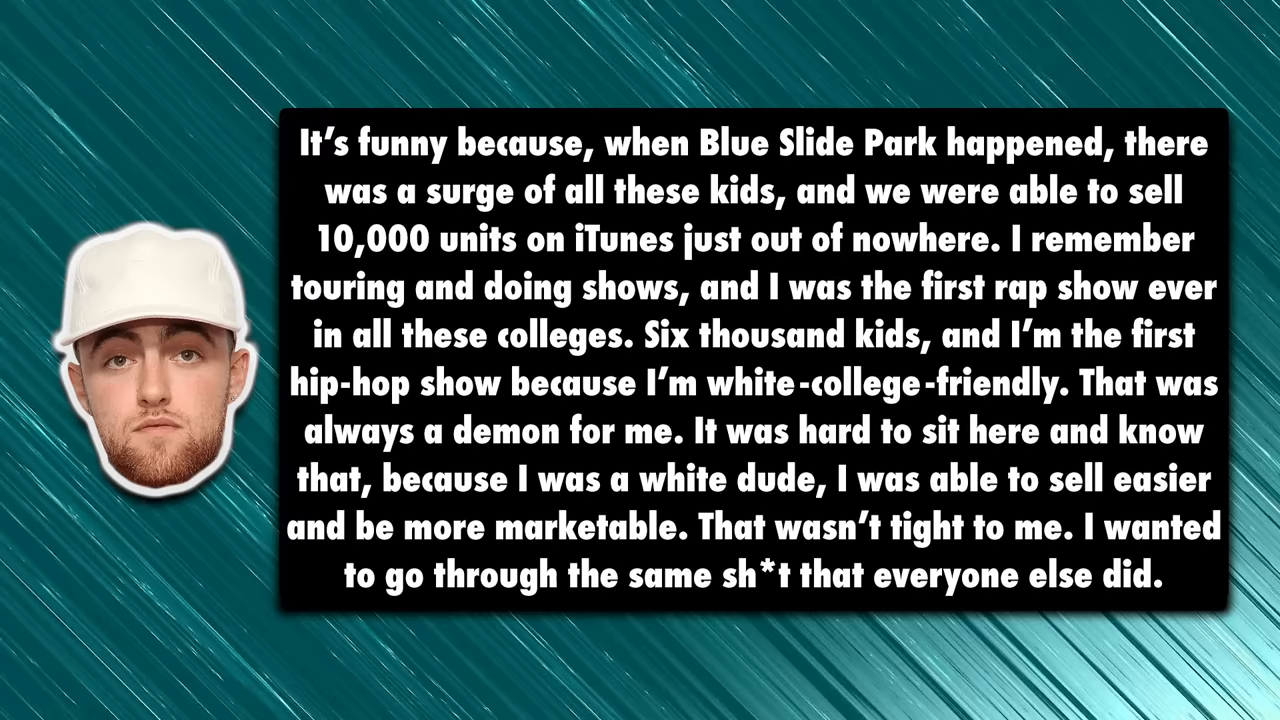 It’s funny because, when Blue Slide Park happened, there
was a surge of all these kids, and we were able to sell
10,000 units on iTunes just out of nowhere. I remember
touring and doing shows, and I was the first rap show ever
in all these colleges. Six thousand kids, and I’m the first
hip-hop show because I’m white-college-friendly. That was
always a demon for me. It was hard to sit here and know
that, because I was a white dude, I was able to sell easier
and be more marketable. That wasn’t tight to me. I wanted
to go through the same sh*t that everyone else did.